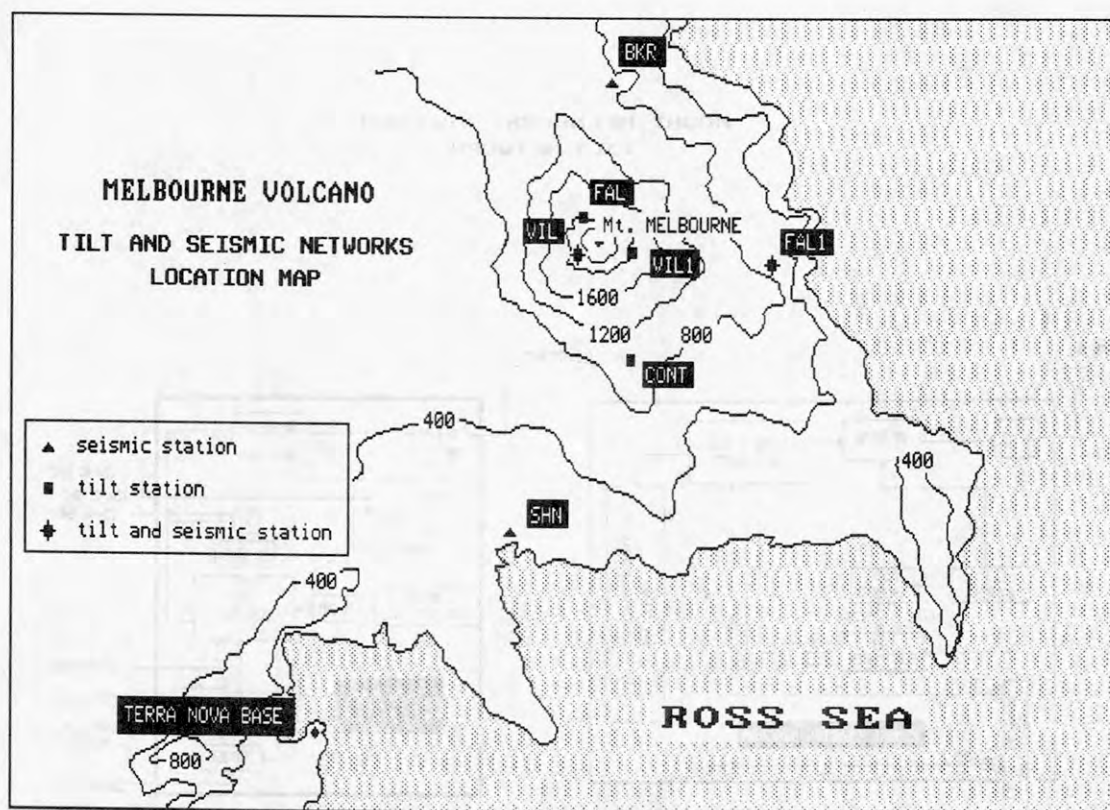 BKR
MELBOURNE VOLCANO
TILT AND SEISMIC NETWORKS
LOCATION MAP
FAL
VIL
Mt. MELBOURNE
FAL1
VIL1
1600
1200
800
CONT
400
400
seismic station
tilt station
tilt and seismic station
SHN
400
TERRA NOVA BASE
ROSS SEA
800